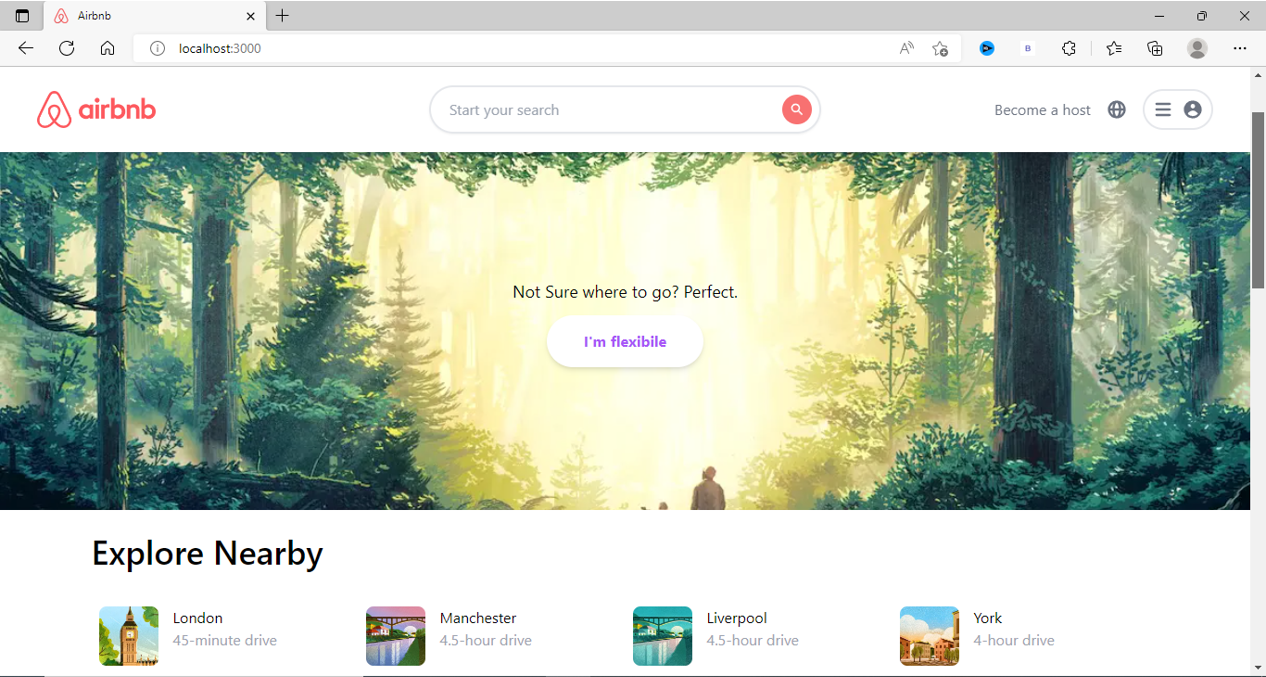 Airbnb
localhost:3000
airbnb
Start your search
Become a host
Not Sure where to go? Perfect.
I'm flexibile
Explore Nearby
London
45-minute drive
Manchester
4.5-hour drive
Liverpool
4.5-hour drive
York
4-hour drive